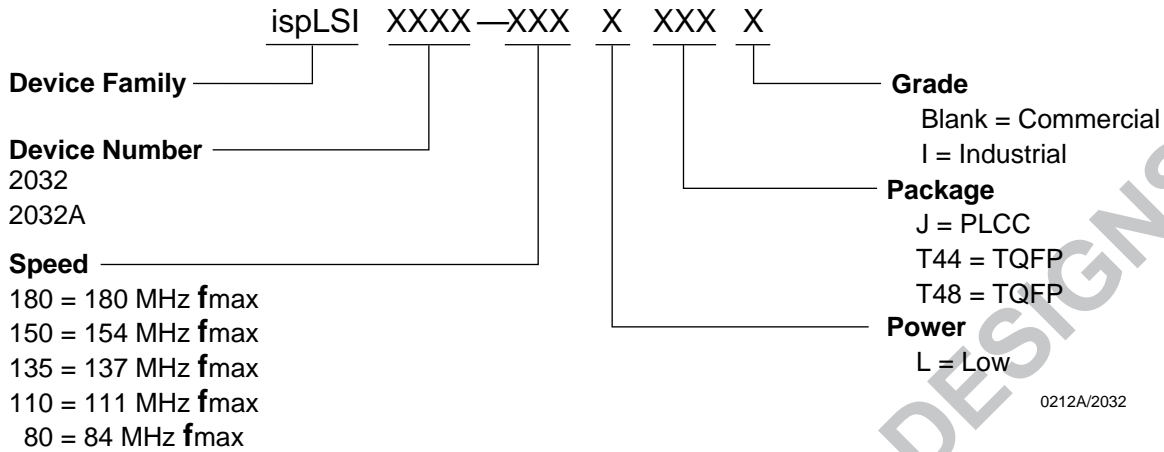 ispLSI XXXX — XXX X XXX X
Device Family
Device Number
2032
2032A
Speed
180 = 180 MHz fmax
150 = 154 MHz fmax
135 = 137 MHz fmax
110 = 111 MHz fmax
80 = 84 MHz fmax
Grade
Blank = Commercial
I = Industrial
Package
J = PLCC
T44 = TQFP
T48 = TQFP
Power
L = Low
0212A/2032
DESIGNS